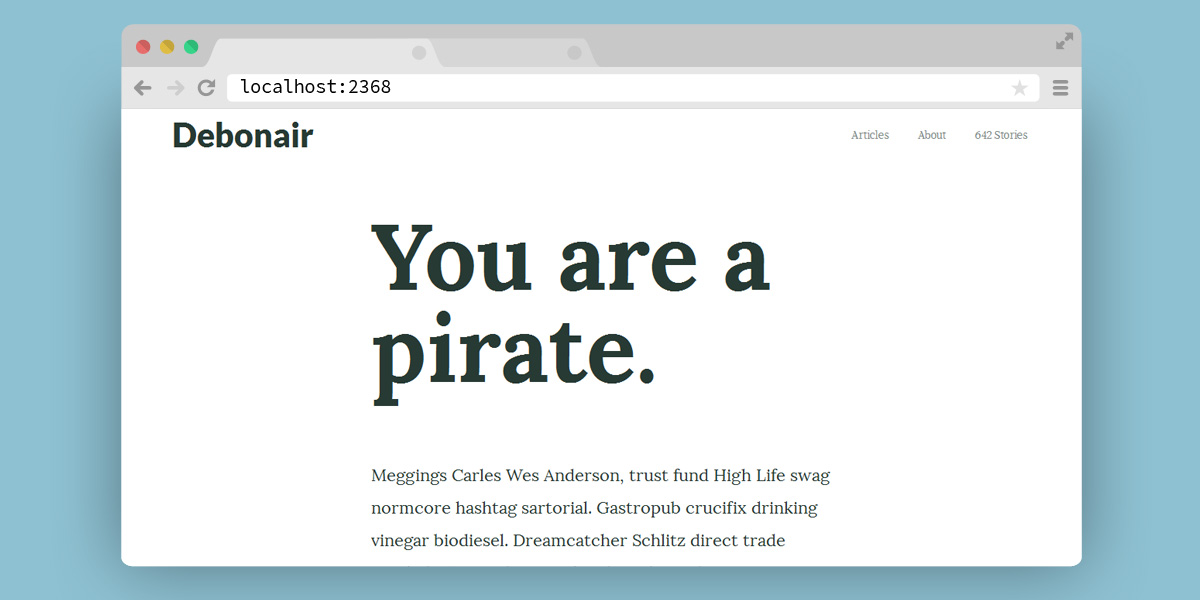 localhost:2368
Debonair
Articles About 642 Stories
You are a
pirate.
Meggings Carles Wes Anderson, trust fund High Life swag
normcore hashtag sartorial. Gastropub crucifix drinking
vinegar biodiesel. Dreamcatcher Schlitz direct trade